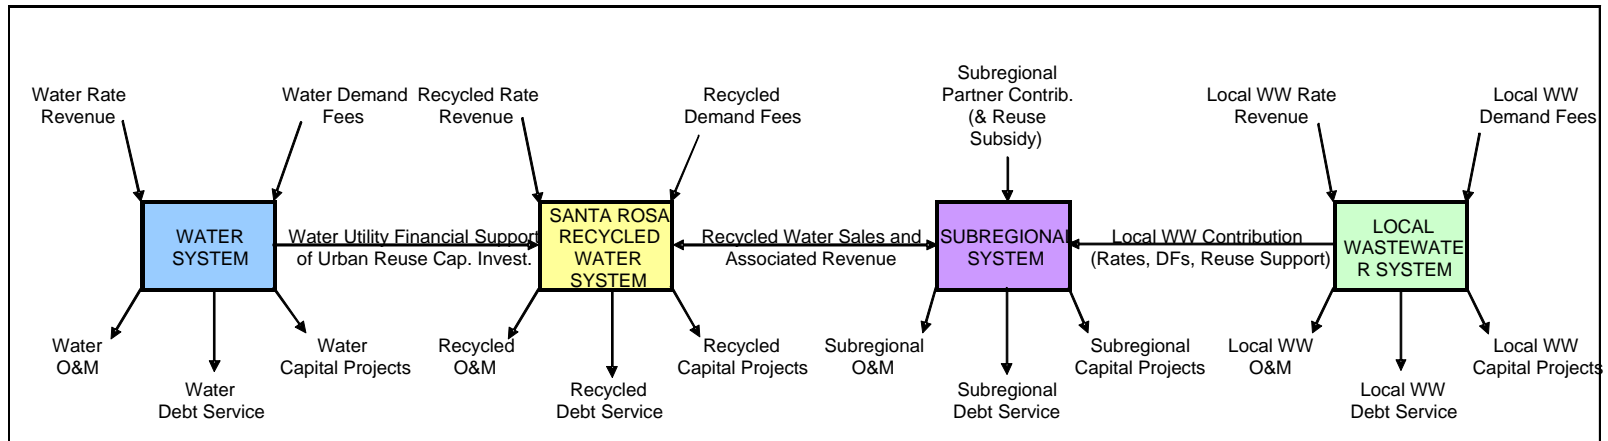 Water Rate
Revenue
Water Demand
Fees
Recycled Rate
Revenue
Recycled
Demand Fees
Subregional
Partner Contrib.
(& Reuse
Subsidy)
Local WW Rate
Revenue
Local WW
Demand Fees
WATER
SYSTEM
Water Utility Financial Support
of Urban Reuse Cap. Invest.
SANTA ROSA
RECYCLED
WATER
SYSTEM
Recycled Water Sales and
Associated Revenue
SUBREGIONAL
SYSTEM
Local WW Contribution
(Rates, DFs, Reuse Support)
LOCAL
WASTEWATE
R SYSTEM
Water
O&M
Water
Debt Service
Water
Capital Projects
Recycled
O&M
Recycled
Debt Service
Recycled
Capital Projects
Subregional
O&M
Subregional
Debt Service
Subregional
Capital Projects
Local WW
O&M
Local WW
Debt Service
Local WW
Capital Projects